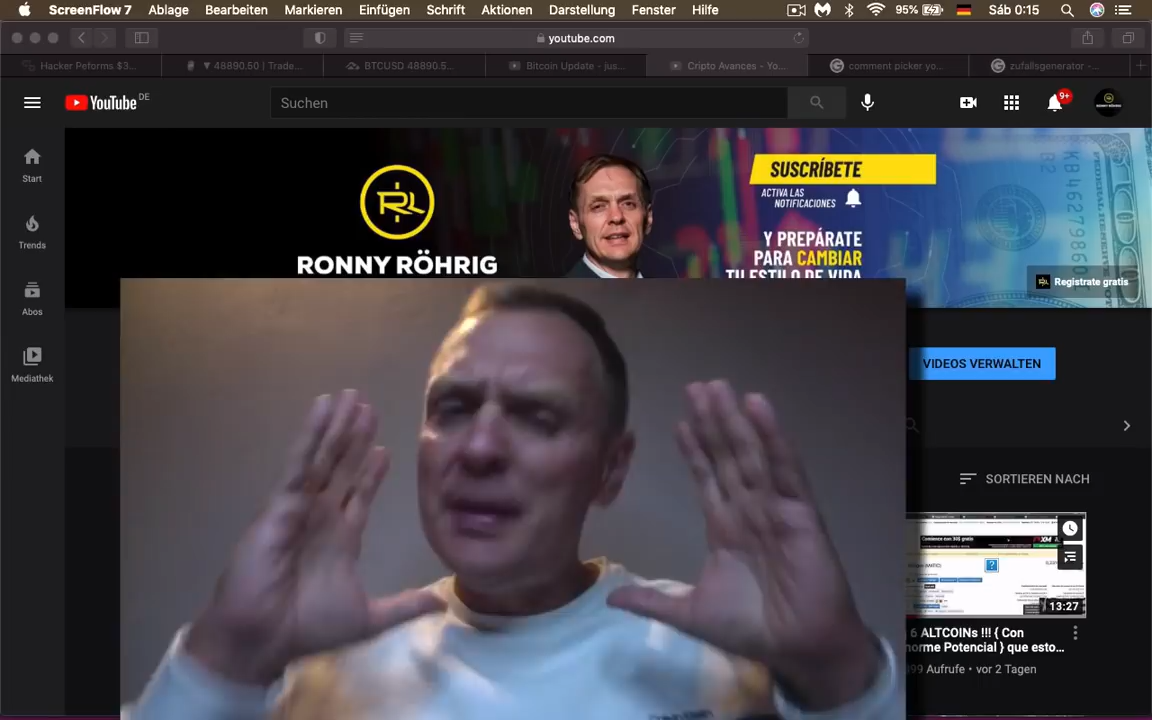 ScreenFlow 7 Ablage Bearbeiten Markieren Einfügen Schrift Aktionen Darstellung Fenster Hilfe 95% Sáb 0:15
youtube.com
Hacker Peforms $3... ▼ 48890.50 | Trade... BTCUSD 48890.5... Bitcoin Update - jus... Cripto Avances - Yo... comment picker yo... zufallsgenerator -...
YouTube DE Suchen 9+
Start
Trends
Abos
Mediathek
RONNY RÖHRIG
SUSCRÍBETE
ACTIVA LAS
NOTIFICACIONES
Y PREPÁRATE
PARA CAMBIAR
TU ESTILO DE VIDA
Registrate gratis
VIDEOS VERWALTEN
SORTIEREN NACH
13:27
6 ALTCOINs !!! { Con
norme Potencial } que esto...
99 Aufrufe • vor 2 Tagen